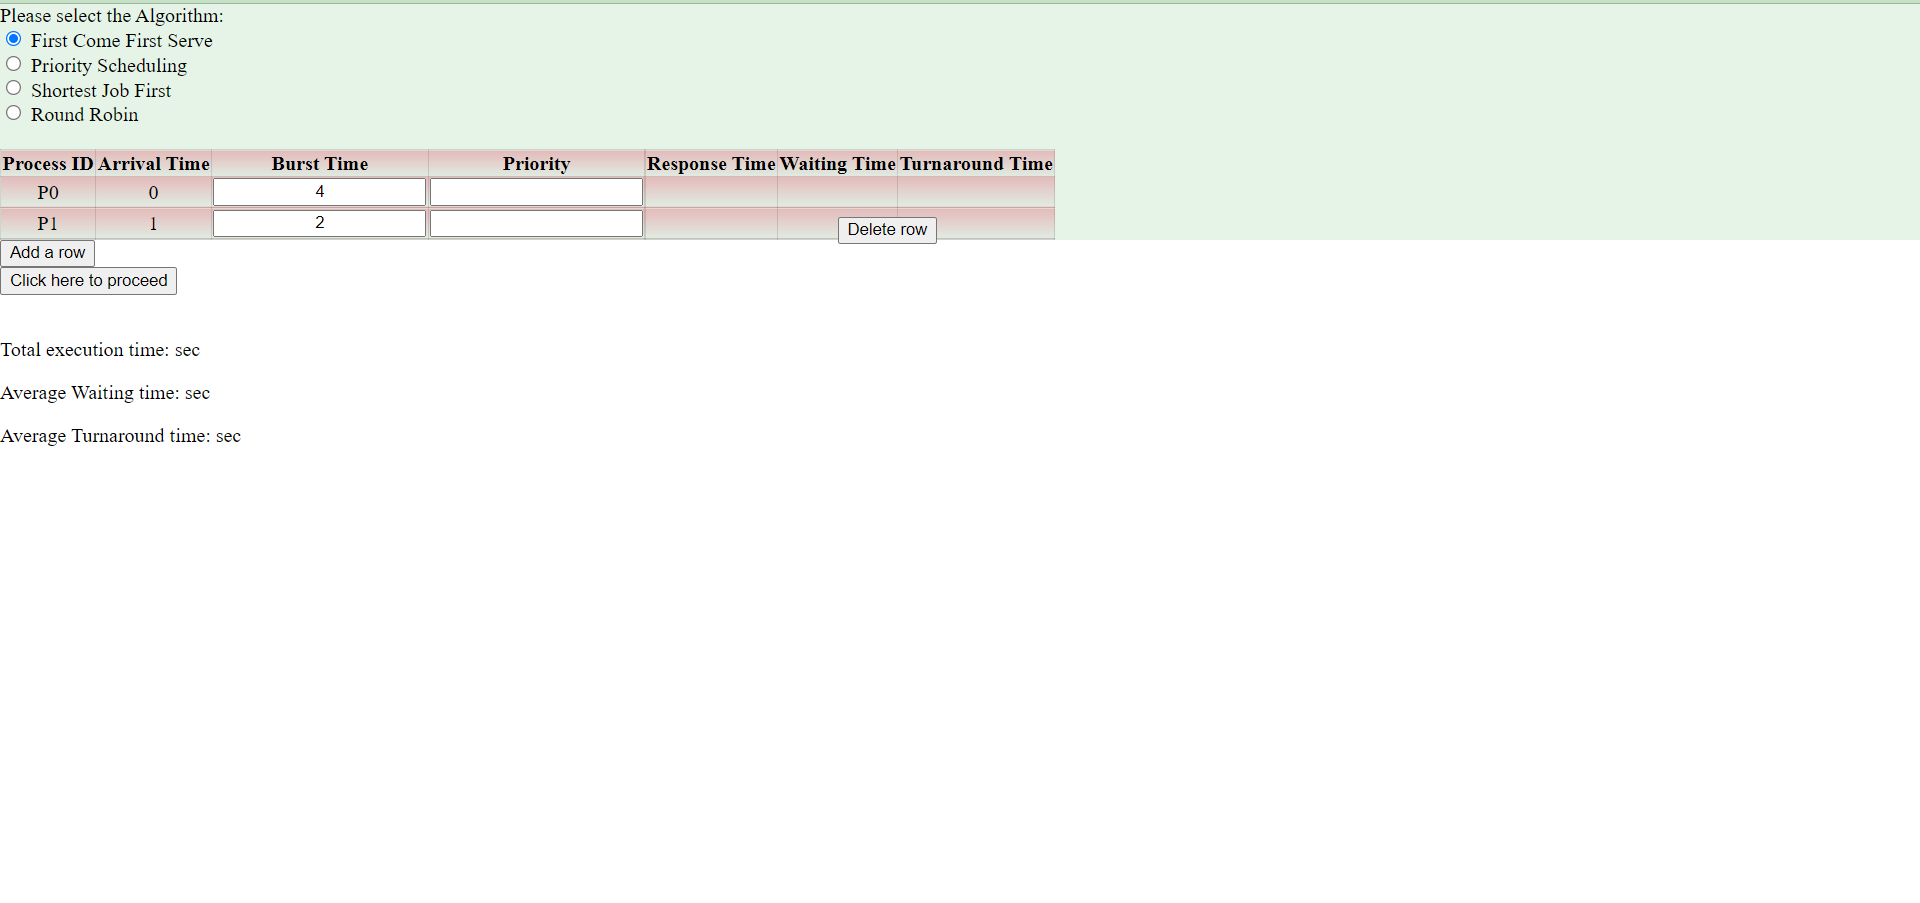 Please select the Algorithm:
First Come First Serve
Priority Scheduling
Shortest Job First
Round Robin
Process ID Arrival Time Burst Time Priority Response Time Waiting Time Turnaround Time
P0 0 4
P1 1 2 Delete row
Add a row
Click here to proceed
Total execution time: sec
Average Waiting time: sec
Average Turnaround time: sec